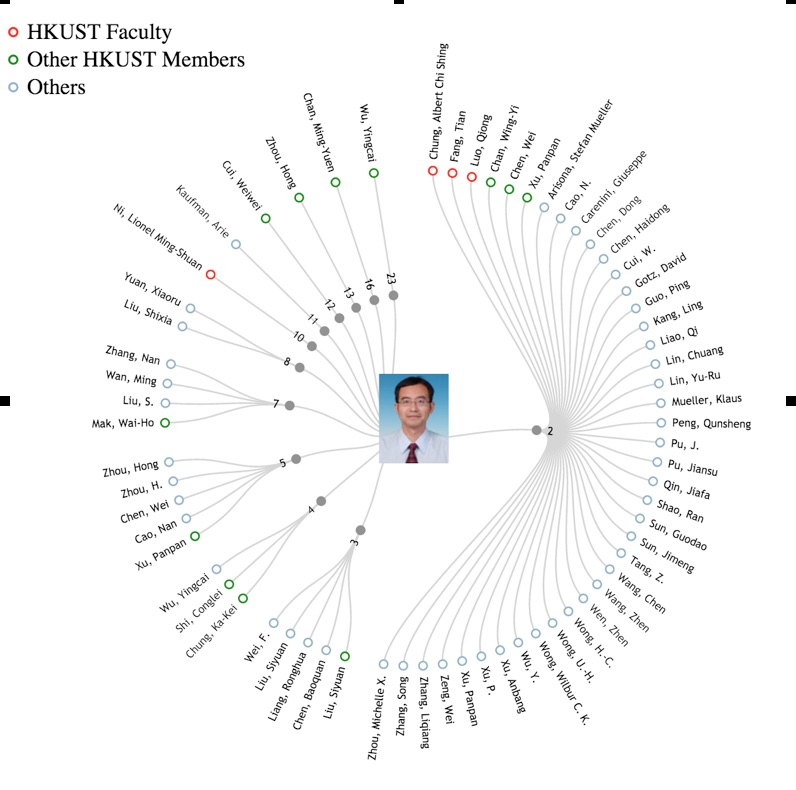 HKUST Faculty
Other HKUST Members
Others
Chung, Albert Chi Shing
Fang, Tian
Luo, Qiong
Chan, Wing-Yi
Chen, Wei
Xu, Panpan
Arisona, Stefan Mueller
Cao, N.
Carenini, Giuseppe
Chen, Dong
Chen, Haidong
Cui, W.
Gotz, David
Guo, Ping
Kang, Ling
Liao, Qi
Lin, Chuang
Lin, Yu-Ru
Mueller, Klaus
Peng, Qunsheng
Pu, J.
Pu, Jiansu
Qin, Jiafa
Shao, Ran
Sun, Guodao
Sun, Jimeng
Tang, Z.
Wang, Chen
Wang, Zhen
Wen, Zhen
Wong, H.-C.
Wong, U.-H.
Wong, Wilbur C. K.
Wu, Y.
Xu, Anbang
Xu, P.
Xu, Panpan
Zeng, Wei
Zhang, Liqiang
Zhang, Song
Zhou, Michelle X.
2
3
Liu, Siyuan
Chen, Baoquan
Liang, Ronghua
Liu, Siyuan
Wei, F.
4
Chung, Ka-Kei
Shi, Conglei
Wu, Yingcai
5
Xu, Panpan
Cao, Nan
Chen, Wei
Zhou, H.
Zhou, Hong
7
Mak, Wai-Ho
Liu, S.
Wan, Ming
Zhang, Nan
8
Liu, Shixia
Yuan, Xiaoru
10
Ni, Lionel Ming-Shuan
11
Kaufman, Arie
12
Cui, Weiwei
13
Zhou, Hong
16
Chan, Ming-Yuen
23
Wu, Yingcai